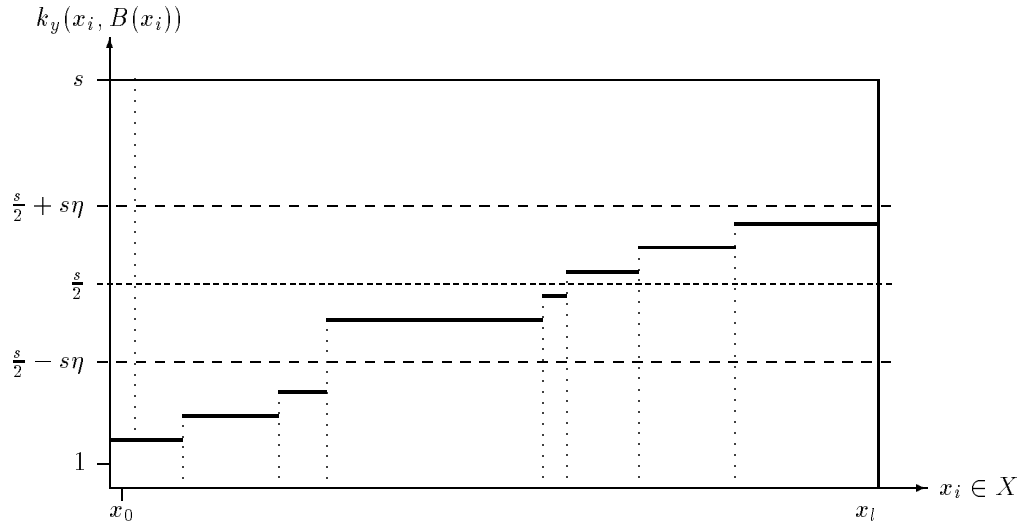 k_y(x_i, B(x_i))
s
s/2 + sη
s/2
s/2 − sη
1
x_0
x_l
x_i ∈ X